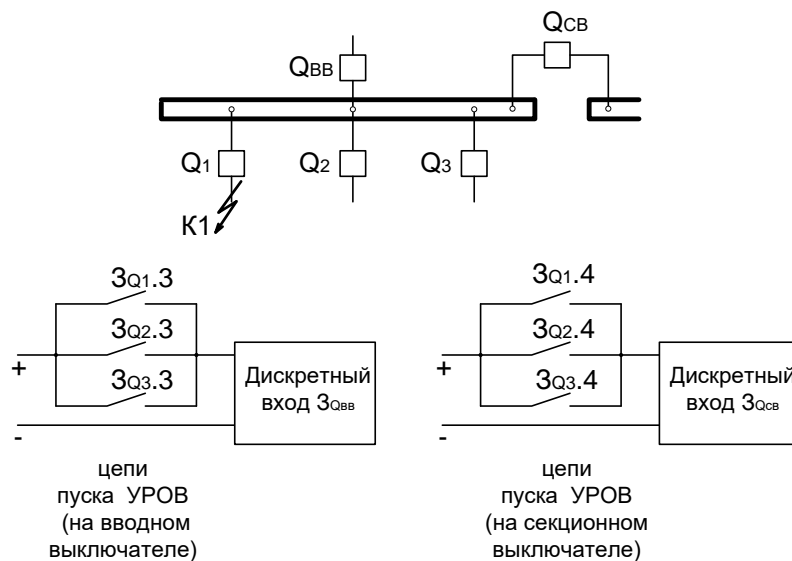 QСВ
QВВ
Q1
Q2
Q3
К1
ЗQ1.3
ЗQ2.3
ЗQ3.3
+
-
Дискретный
вход ЗQвв
цепи
пуска УРОВ
(на вводном
выключателе)
ЗQ1.4
ЗQ2.4
ЗQ3.4
+
-
Дискретный
вход ЗQсв
цепи
пуска УРОВ
(на секционном
выключателе)